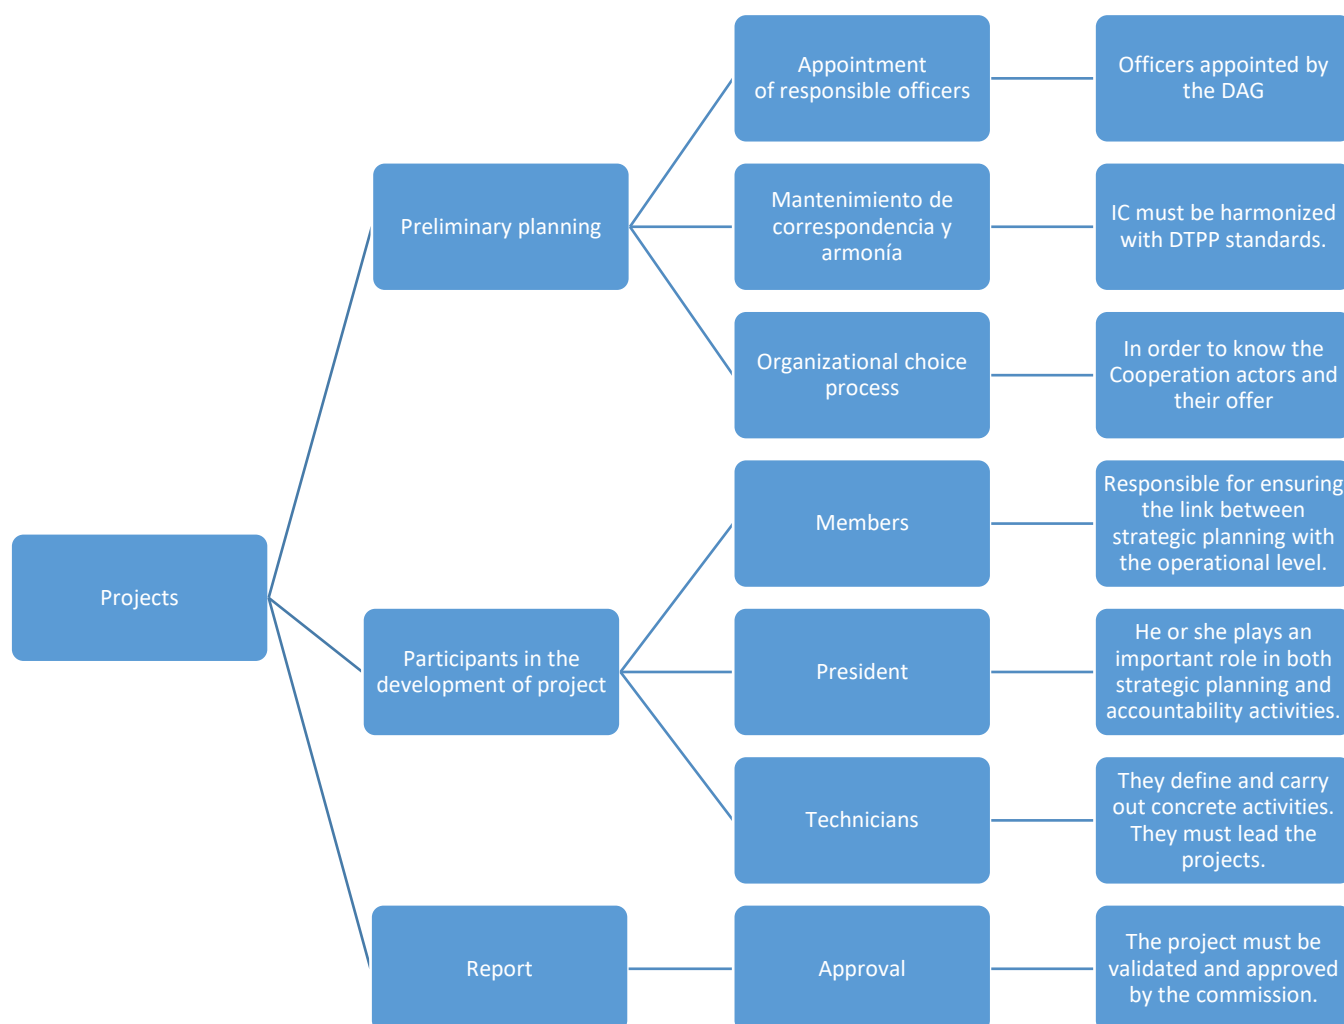 Projects
Preliminary planning
Appointment
of responsible officers
Officers appointed by
the DAG
Mantenimiento de
correspondencia y
armonía
IC must be harmonized
with DTPP standards.
Organizational choice
process
In order to know the
Cooperation actors and
their offer
Participants in the
development of project
Members
Responsible for ensuring
the link between
strategic planning with
the operational level.
President
He or she plays an
important role in both
strategic planning and
accountability activities.
Technicians
They define and carry
out concrete activities.
They must lead the
projects.
Report
Approval
The project must be
validated and approved
by the commission.